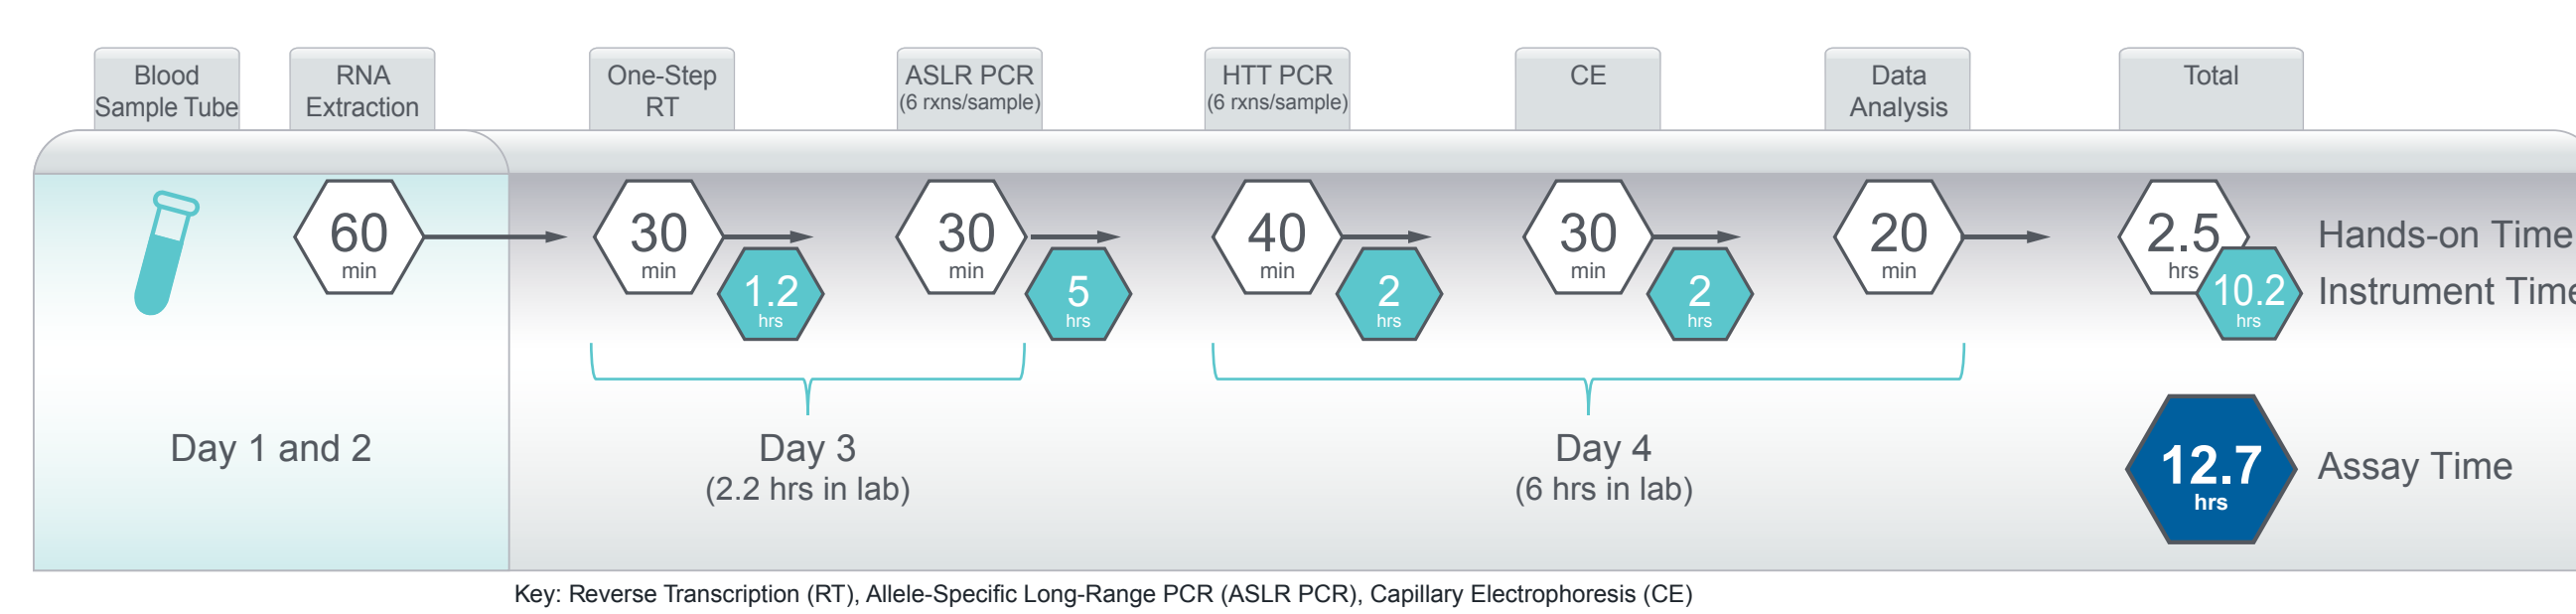 Blood
Sample Tube
RNA
Extraction
One-Step
RT
ASLR PCR
(6 rxns/sample)
HTT PCR
(6 rxns/sample)
CE
Data
Analysis
Total
60
min
30
min
1.2
hrs
30
min
5
hrs
40
min
2
hrs
30
min
2
hrs
20
min
2.5
hrs
10.2
hrs
Hands-on Time
Instrument Time
Day 1 and 2
Day 3
(2.2 hrs in lab)
Day 4
(6 hrs in lab)
12.7
hrs
Assay Time
Key: Reverse Transcription (RT), Allele-Specific Long-Range PCR (ASLR PCR), Capillary Electrophoresis (CE)